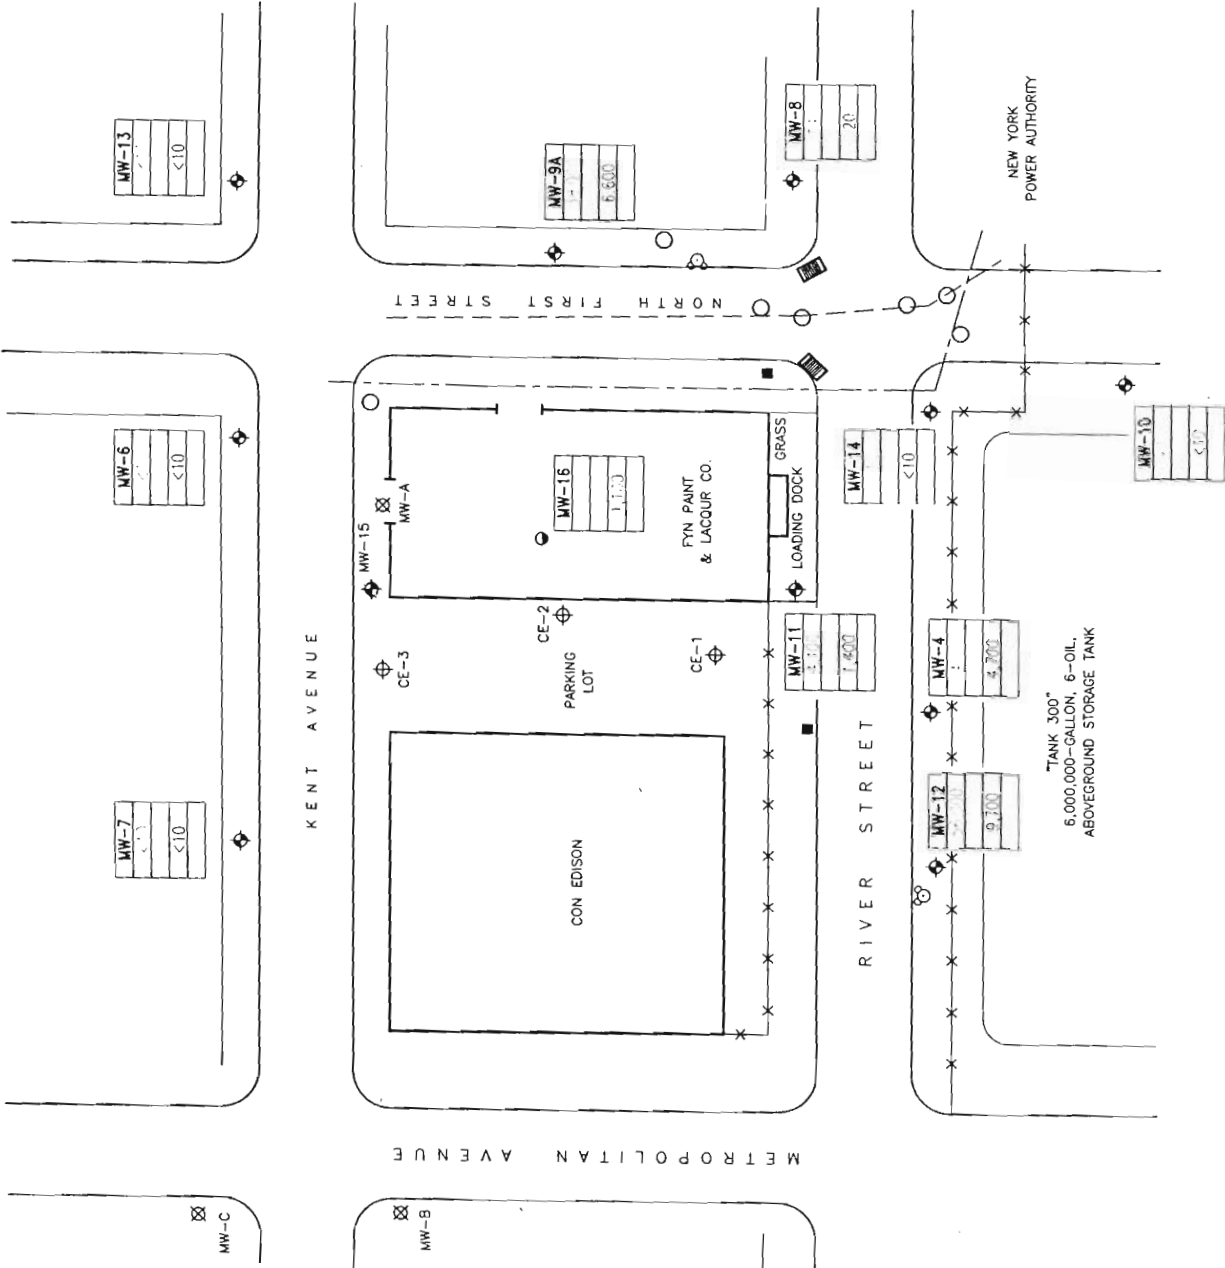 MW-13
<10
MW-9A
6,600
MW-8
20
NEW YORK
POWER AUTHORITY
NORTH FIRST STREET
MW-6
<10
MW-15
MW-A
MW-16
FYN PAINT
& LACQUR CO.
GRASS
LOADING DOCK
MW-14
<10
MW-10
KENT AVENUE
CE-3
CE-2
CE-1
PARKING
LOT
MW-11
1,400
MW-4
4,700
MW-7
<10
CON EDISON
RIVER STREET
MW-12
9,100
"TANK 300"
6,000,000-GALLON, 6-OIL,
ABOVEGROUND STORAGE TANK
METROPOLITAN AVENUE
MW-C
MW-B